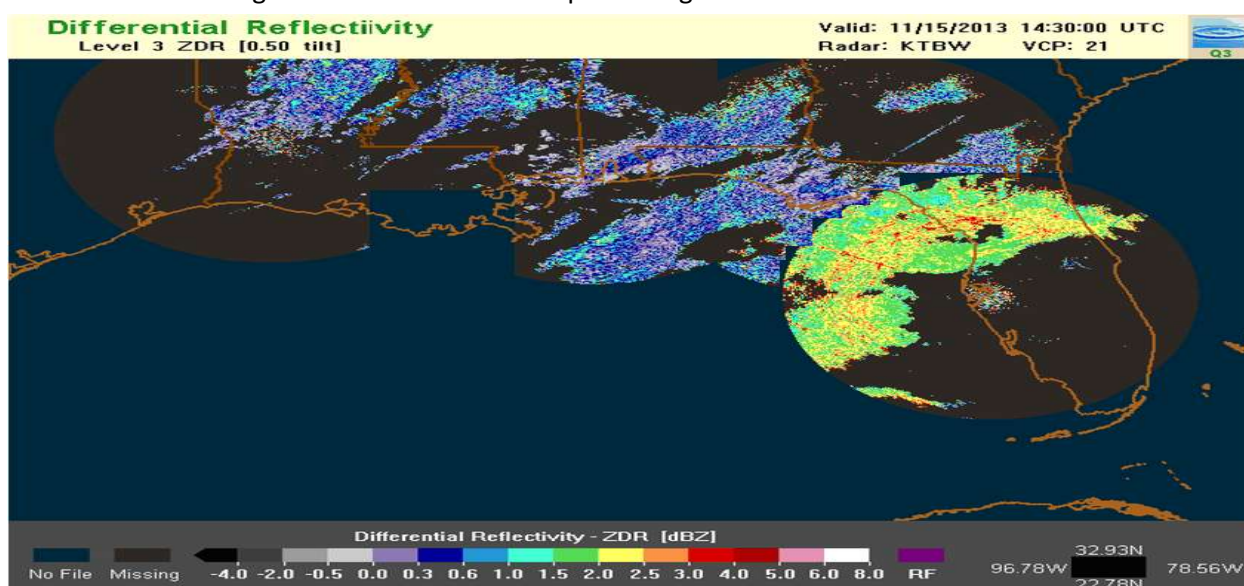 Differential Reflectiivity
Level 3 ZDR [0.50 tilt]
Valid: 11/15/2013 14:30:00 UTC
Radar: KTBW VCP: 21
Q3
Differential Reflectivity - ZDR [dBZ]
No File Missing -4.0 -2.0 -0.5 0.0 0.3 0.6 1.0 1.5 2.0 2.5 3.0 4.0 5.0 6.0 8.0 RF
32.93N
96.78W 78.56W
22.78N